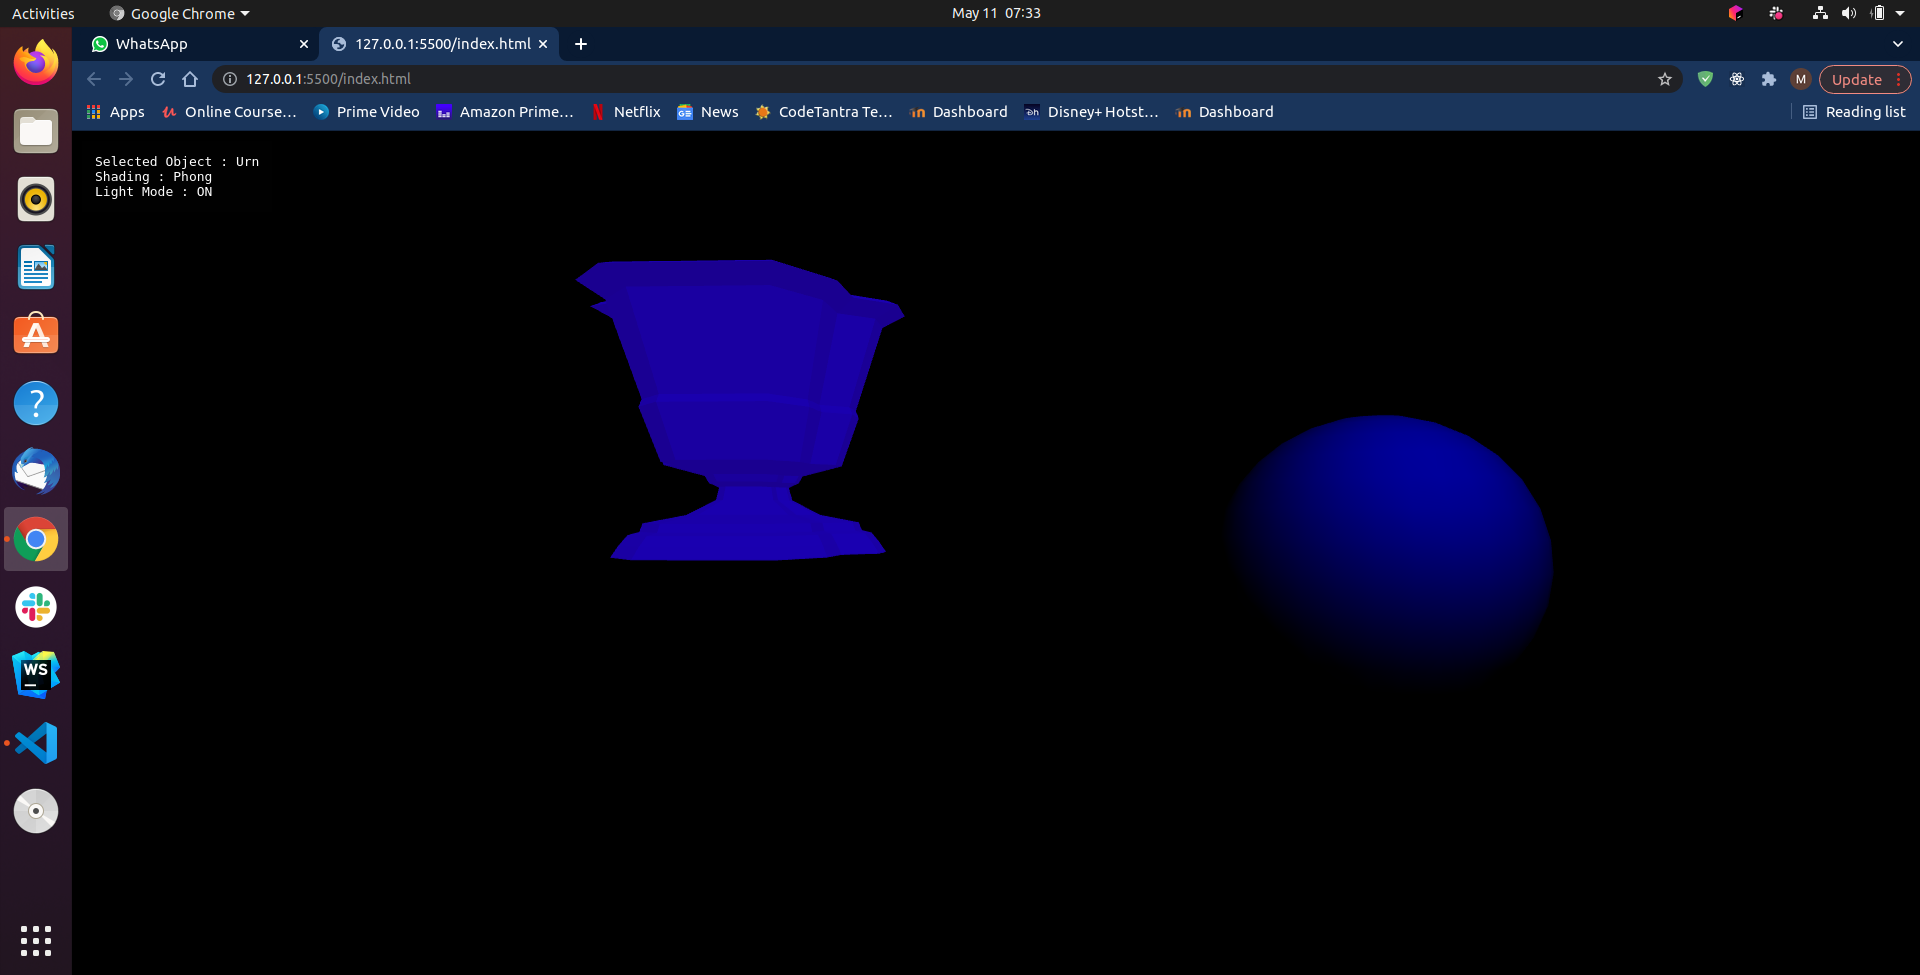 Activities
Google Chrome
May 11 07:33
WhatsApp
127.0.0.1:5500/index.html
127.0.0.1:5500/index.html
M
Update
Apps
Online Course...
Prime Video
Amazon Prime...
Netflix
News
CodeTantra Te...
Dashboard
Disney+ Hotst...
Dashboard
Reading list
Selected Object : Urn
Shading : Phong
Light Mode : ON
WS